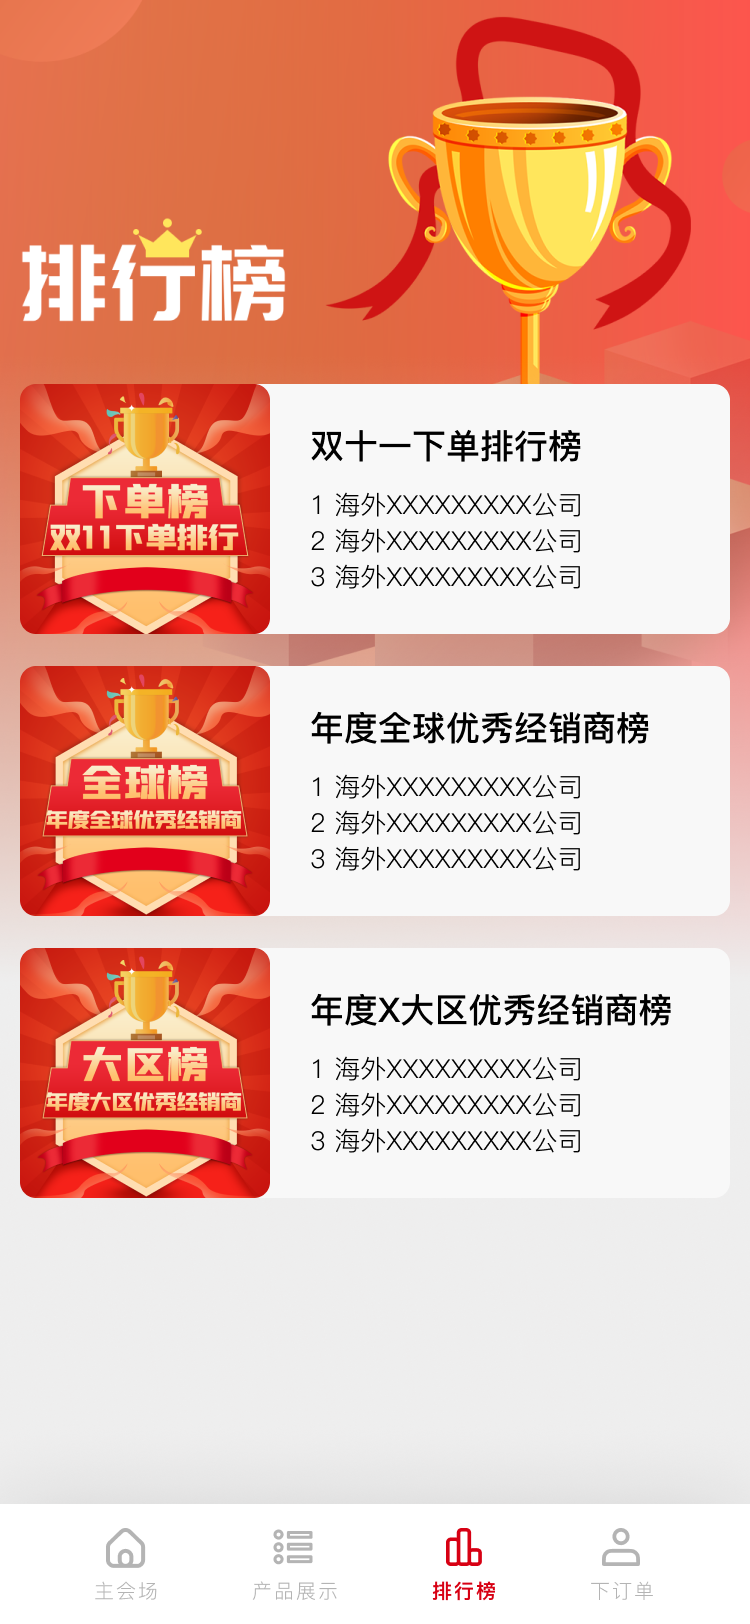 排行榜
下单榜
双11下单排行
双十一下单排行榜
1 海外XXXXXXXXX公司
2 海外XXXXXXXXX公司
3 海外XXXXXXXXX公司
全球榜
年度全球优秀经销商
年度全球优秀经销商榜
1 海外XXXXXXXXX公司
2 海外XXXXXXXXX公司
3 海外XXXXXXXXX公司
大区榜
年度大区优秀经销商
年度X大区优秀经销商榜
1 海外XXXXXXXXX公司
2 海外XXXXXXXXX公司
3 海外XXXXXXXXX公司
主会场
产品展示
排行榜
下订单